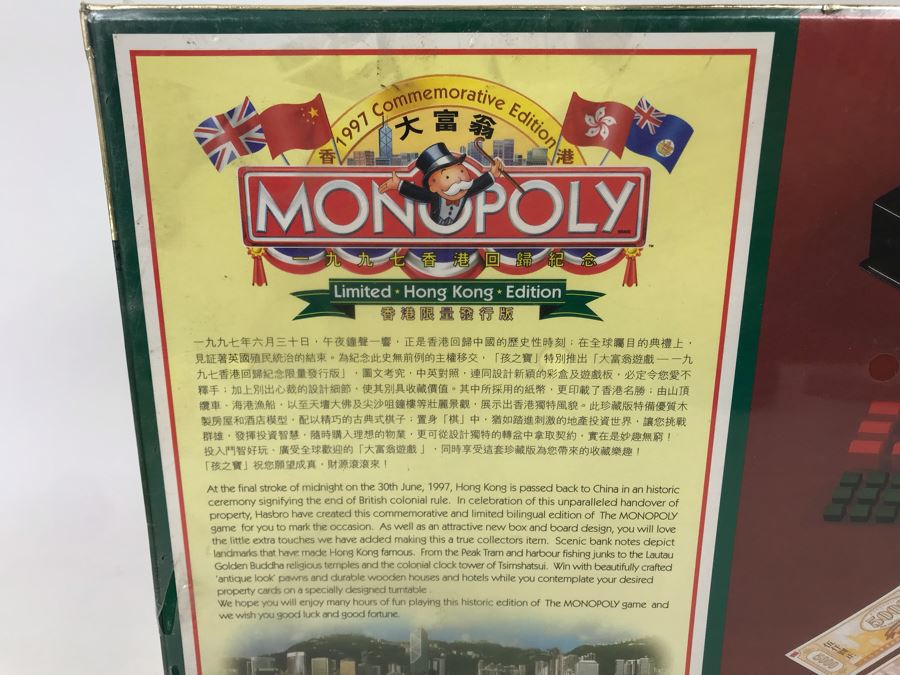 1997 Commemorative Edition
大富翁
香 港
MONOPOLY
一九九七香港回歸紀念
Limited ★ Hong Kong ★ Edition
香港限量發行版
一九九七年六月三十日，午夜鐘聲一響，正是香港回歸中國的歷史性時刻；在全球矚目的典禮上，
見証著英國殖民統治的結束。為紀念此史無前例的主權移交，「孩之寶」特別推出「大富翁遊戲 — 一九
九七香港回歸紀念限量發行版」，圖文考究，中英對照，連同設計新穎的彩盒及遊戲板，必定令您愛不
釋手；加上別出心裁的設計細節，使其別具收藏價值。其中所採用的紙幣，更印載了香港名勝；由山頂
纜車、海港漁船，以至天壇大佛及尖沙咀鐘樓等壯麗景觀，展示出香港獨特風貌。此珍藏版特備優質木
製房屋和酒店模型，配以精巧的古典式棋子，置身「棋」中，猶如踏進刺激的地產投資世界，讓您挑戰
群雄，發揮投資智慧，隨時購入理想的物業，更可從設計獨特的轉盆中拿取契約，實在是妙趣無窮！
投入鬥智好玩、廣受全球歡迎的「大富翁遊戲」，同時享受這套珍藏版為您帶來的收藏樂趣！
「孩之寶」祝您願望成真，財源滾滾來！
At the final stroke of midnight on the 30th June, 1997, Hong Kong is passed back to China in an historic
ceremony signifying the end of British colonial rule. In celebration of this unparalleled handover of
property, Hasbro have created this commemorative and limited bilingual edition of The MONOPOLY
game for you to mark the occasion. As well as an attractive new box and board design, you will love
the little extra touches we have added making this a true collectors item. Scenic bank notes depict
landmarks that have made Hong Kong famous. From the Peak Tram and harbour fishing junks to the Lautau
Golden Buddha religious temples and the colonial clock tower of Tsimshatsui. Win with beautifully crafted
'antique look' pawns and durable wooden houses and hotels while you contemplate your desired
property cards on a specially designed turntable.
We hope you will enjoy many hours of fun playing this historic edition of The MONOPOLY game and
we wish you good luck and good fortune.